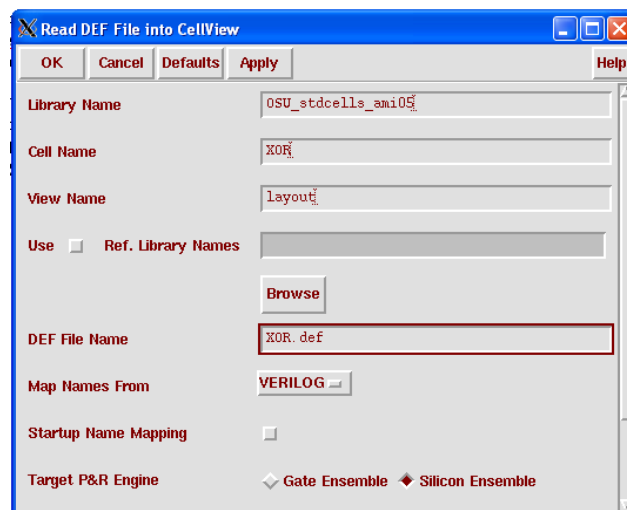 Read DEF File into CellView
OK Cancel Defaults Apply Help
Library Name OSU_stdcells_ami05
Cell Name XOR
View Name layout
Use Ref. Library Names
Browse
DEF File Name XOR.def
Map Names From VERILOG
Startup Name Mapping
Target P&R Engine Gate Ensemble Silicon Ensemble